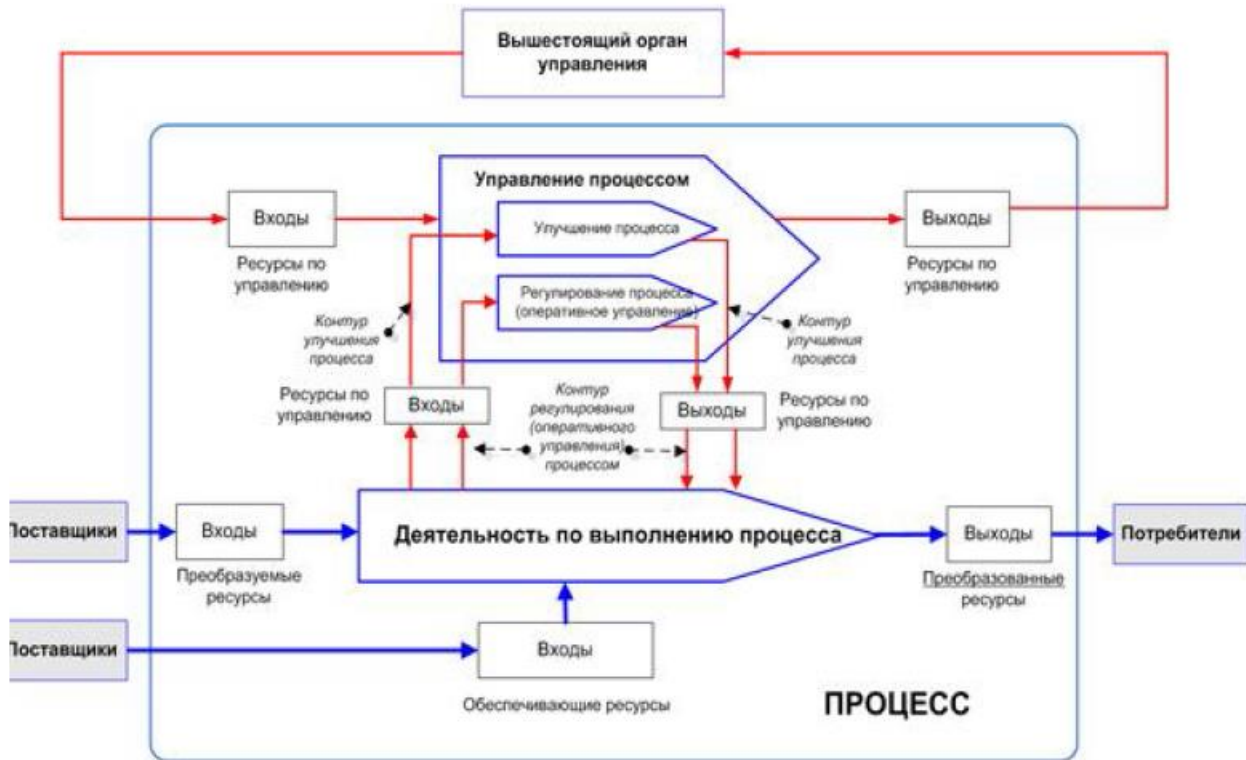 Вышестоящий орган
управления
Управление процессом
Входы
Улучшение процесса
Выходы
Ресурсы по
управлению
Ресурсы по
управлению
Регулирование процесса
(оперативное управление)
Контур
улучшения
процесса
Контур
улучшения
процесса
Ресурсы по
управлению
Входы
Контур
регулирования
(оперативного
управления)
процессом
Выходы
Ресурсы по
управлению
Поставщики
Входы
Деятельность по выполнению процесса
Выходы
Потребители
Преобразуемые
ресурсы
Преобразованные
ресурсы
Поставщики
Входы
Обеспечивающие ресурсы
ПРОЦЕСС